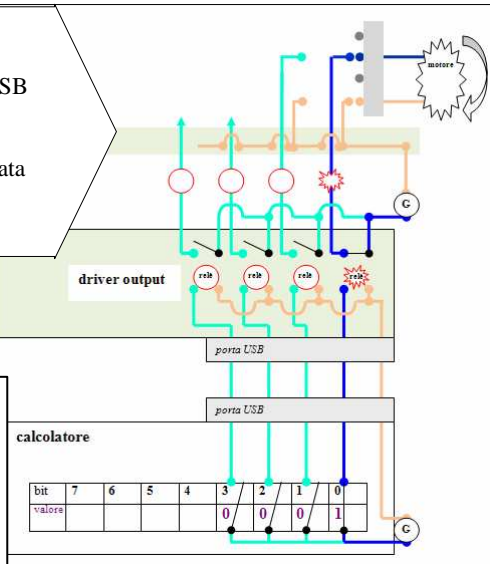 SB
ata
motore
G
driver output
relè relè relè relè
porta USB
porta USB
calcolatore
bit 7 6 5 4 3 2 1 0
valore 0 0 0 1
G